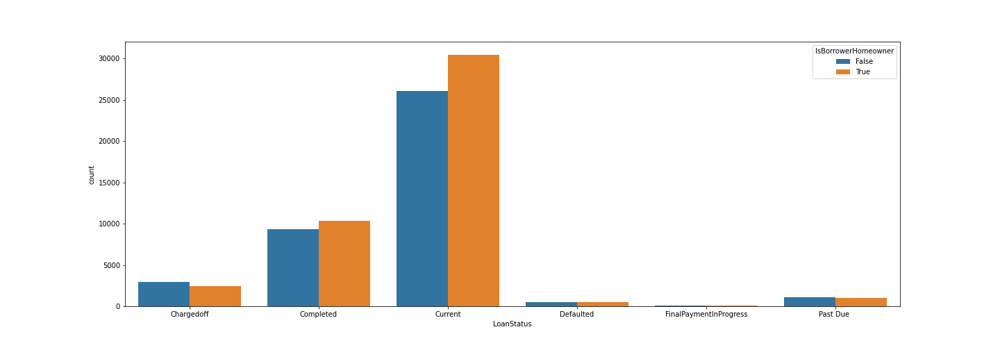 IsBorrowerHomeowner
False
True
30000
25000
20000
15000
10000
5000
0
count
Chargedoff Completed Current Defaulted FinalPaymentInProgress Past Due
LoanStatus